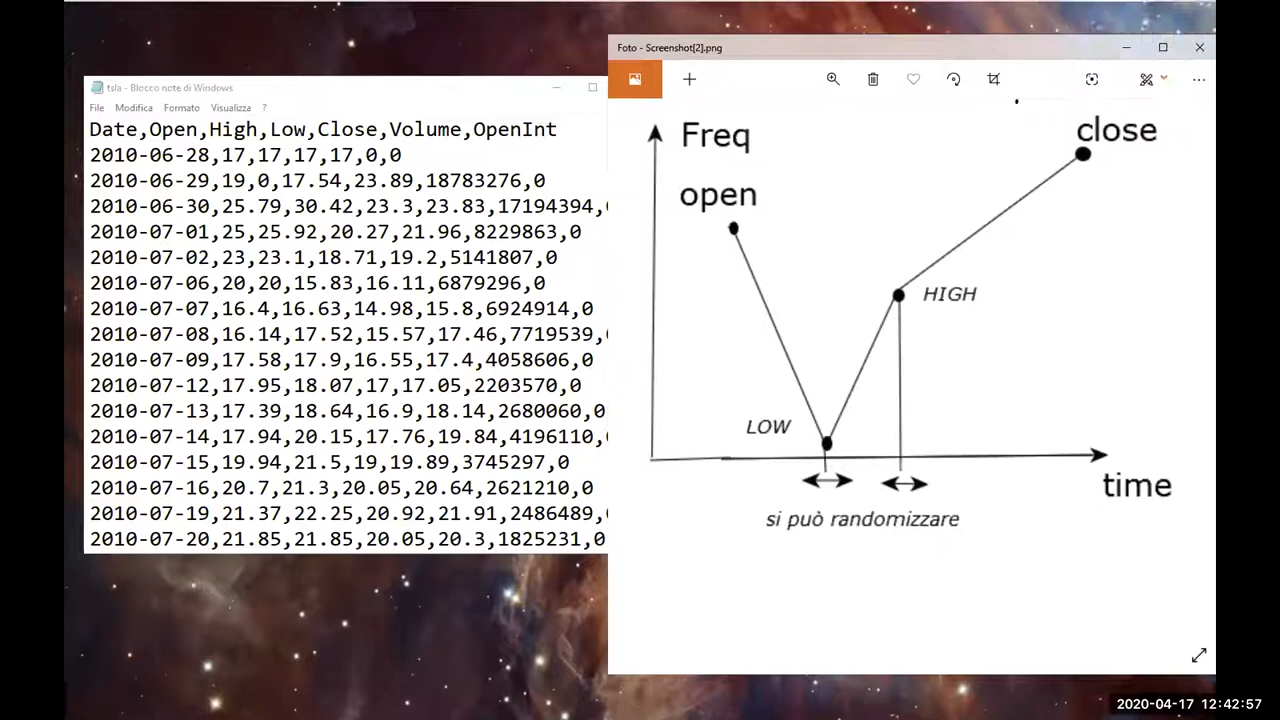 tsla - Blocco note di Windows
File Modifica Formato Visualizza ?
Date,Open,High,Low,Close,Volume,OpenInt
2010-06-28,17,17,17,17,0,0
2010-06-29,19,0,17.54,23.89,18783276,0
2010-06-30,25.79,30.42,23.3,23.83,17194394,
2010-07-01,25,25.92,20.27,21.96,8229863,0
2010-07-02,23,23.1,18.71,19.2,5141807,0
2010-07-06,20,20,15.83,16.11,6879296,0
2010-07-07,16.4,16.63,14.98,15.8,6924914,0
2010-07-08,16.14,17.52,15.57,17.46,7719539,
2010-07-09,17.58,17.9,16.55,17.4,4058606,0
2010-07-12,17.95,18.07,17,17.05,2203570,0
2010-07-13,17.39,18.64,16.9,18.14,2680060,0
2010-07-14,17.94,20.15,17.76,19.84,4196110,
2010-07-15,19.94,21.5,19,19.89,3745297,0
2010-07-16,20.7,21.3,20.05,20.64,2621210,0
2010-07-19,21.37,22.25,20.92,21.91,2486489,
2010-07-20,21.85,21.85,20.05,20.3,1825231,0
Foto - Screenshot[2].png
Freq
close
open
HIGH
LOW
time
si può randomizzare
2020-04-17 12:42:57